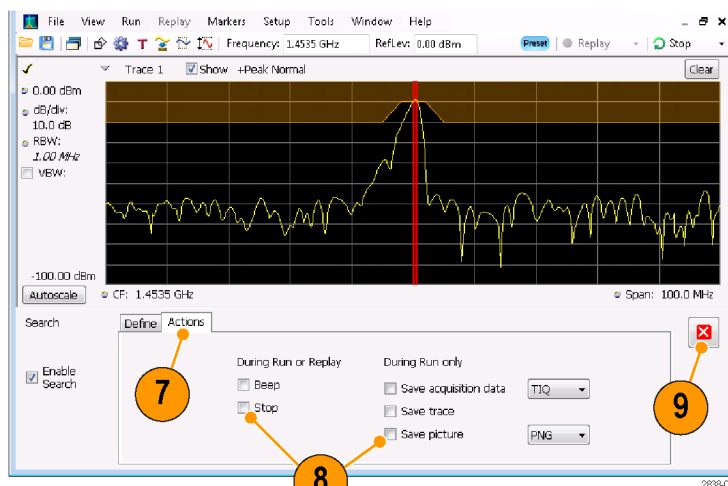 File View Run Replay Markers Setup Tools Window Help
T Frequency: 1.4535 GHz RefLev: 0.00 dBm Preset Replay Stop
Trace 1 Show +Peak Normal Clear
0.00 dBm
dB/div:
10.0 dB
RBW:
1.00 MHz
VBW:
-100.00 dBm
Autoscale CF: 1.4535 GHz Span: 100.0 MHz
Search Define Actions
Enable
Search
During Run or Replay During Run only
Beep Save acquisition data TIQ
Stop Save trace
Save picture PNG
7
9
8